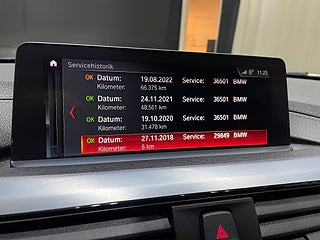 Servicehistorik
11:25
OK Datum: 19.08.2022 Service: 36501 BMW
Kilometer: 66.375 km
OK Datum: 24.11.2021 Service: 36501 BMW
Kilometer: 48.561 km
OK Datum: 19.10.2020 Service: 36501 BMW
Kilometer: 31.478 km
OK Datum: 27.11.2018 Service: 29849 BMW
Kilometer: 6 km